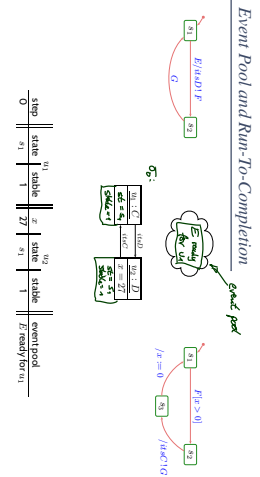 Event Pool and Run-To-Completion
s₁
E/itsD!F
s₂
G
E ready
for u₁
event pool
s₁
F[x > 0]
s₂
/x := 0
s₃
/itsC!G
σ₀:
u₁ : C
st = s₁
stable = 1
itsD
itsC
u₂ : D
x = 27
st = s₁
stable = 1
u₁ u₂
step state stable x state stable event pool
0 s₁ 1 27 s₁ 1 E ready for u₁